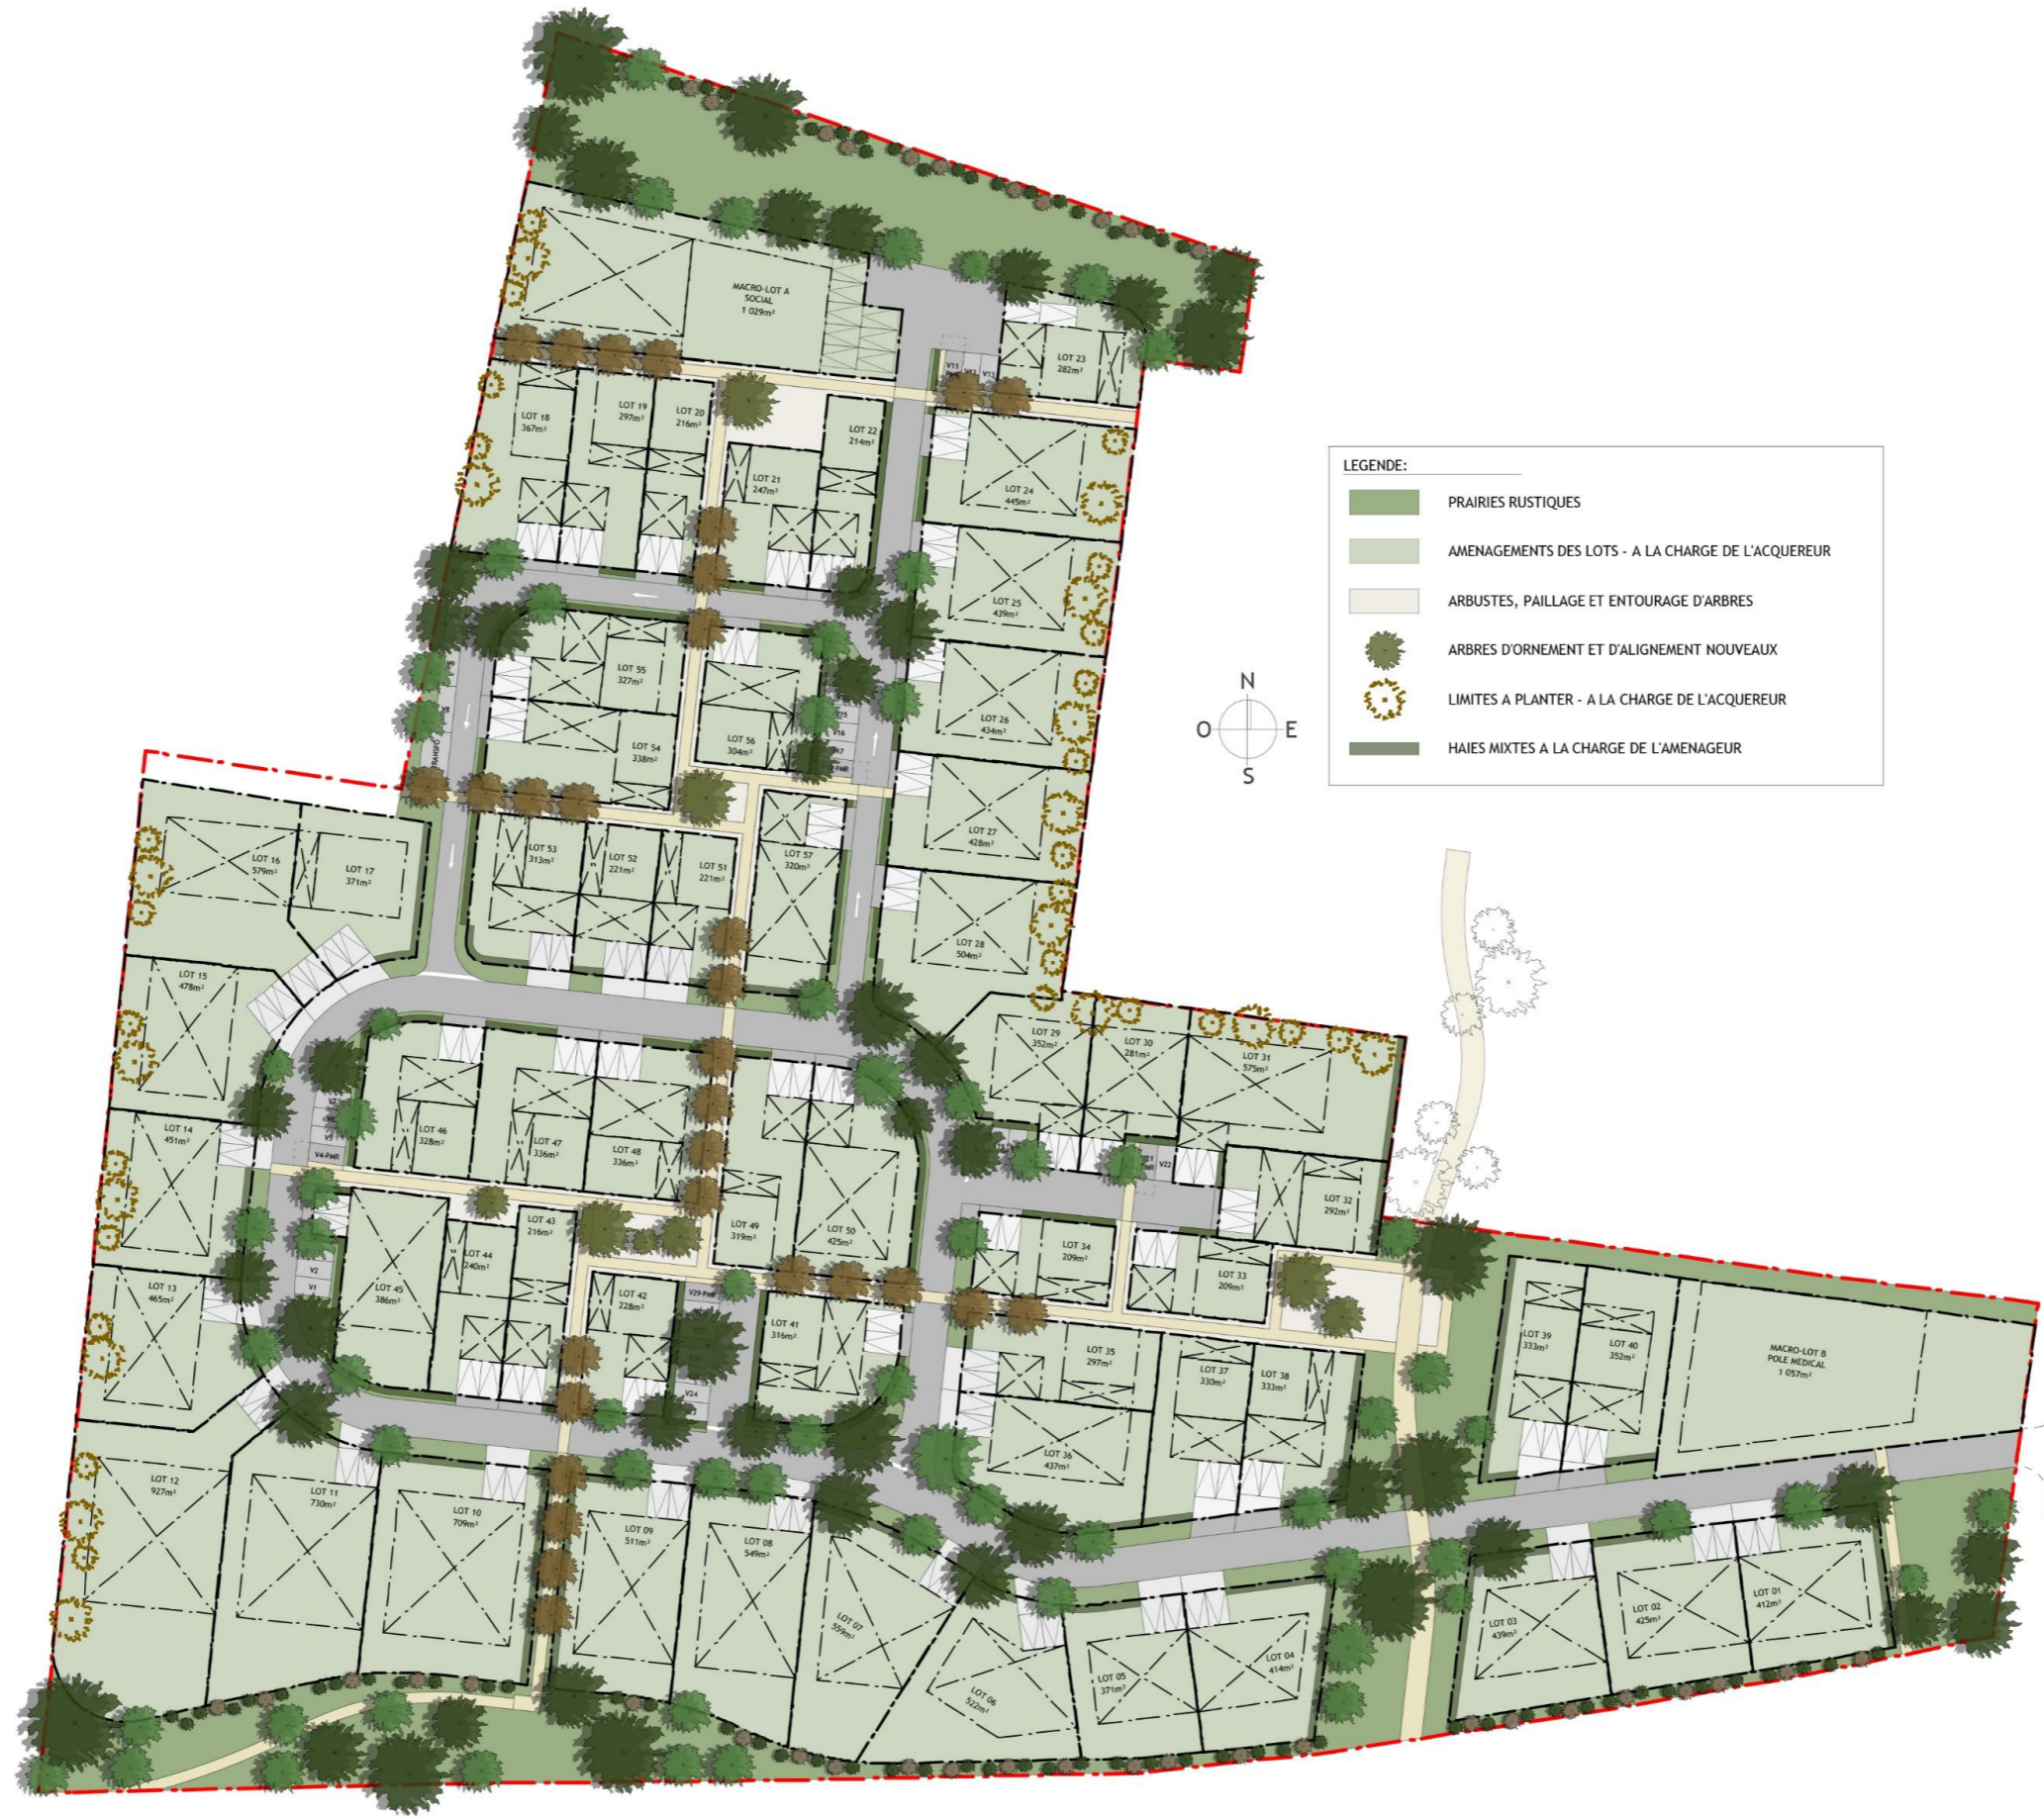 MACRO-LOT A
SOCIAL
1 029m²
LOT 23
282m²
V11
V13
LOT 18
367m²
LOT 19
297m²
LOT 20
216m²
LOT 22
214m²
LOT 21
247m²
LOT 24
445m²
LOT 25
439m²
LOT 26
434m²
LOT 27
428m²
LOT 28
504m²
LEGENDE:
PRAIRIES RUSTIQUES
AMENAGEMENTS DES LOTS - A LA CHARGE DE L'ACQUEREUR
ARBUSTES, PAILLAGE ET ENTOURAGE D'ARBRES
ARBRES D'ORNEMENT ET D'ALIGNEMENT NOUVEAUX
LIMITES A PLANTER - A LA CHARGE DE L'ACQUEREUR
HAIES MIXTES A LA CHARGE DE L'AMENAGEUR
N
O
E
S
LOT 55
327m²
LOT 54
338m²
LOT 56
304m²
V16
LOT 53
313m²
LOT 52
221m²
LOT 51
221m²
LOT 57
320m²
LOT 16
579m²
LOT 17
371m²
LOT 15
478m²
LOT 14
451m²
LOT 13
465m²
V4-PMR
V2
V1
LOT 46
328m²
LOT 47
336m²
LOT 48
336m²
LOT 49
319m²
LOT 50
425m²
LOT 29
352m²
LOT 30
281m²
LOT 31
575m²
V22
LOT 32
292m²
LOT 34
209m²
LOT 33
209m²
LOT 45
386m²
LOT 44
240m²
LOT 43
216m²
LOT 42
228m²
V29-PMR
V24
LOT 41
316m²
LOT 35
297m²
LOT 36
437m²
LOT 37
330m²
LOT 38
333m²
LOT 39
333m²
LOT 40
352m²
MACRO-LOT B
POLE MEDICAL
1 057m²
LOT 12
927m²
LOT 11
730m²
LOT 10
709m²
LOT 09
511m²
LOT 08
549m²
LOT 07
559m²
LOT 06
522m²
LOT 05
371m²
LOT 04
414m²
LOT 03
439m²
LOT 02
425m²
LOT 01
412m²